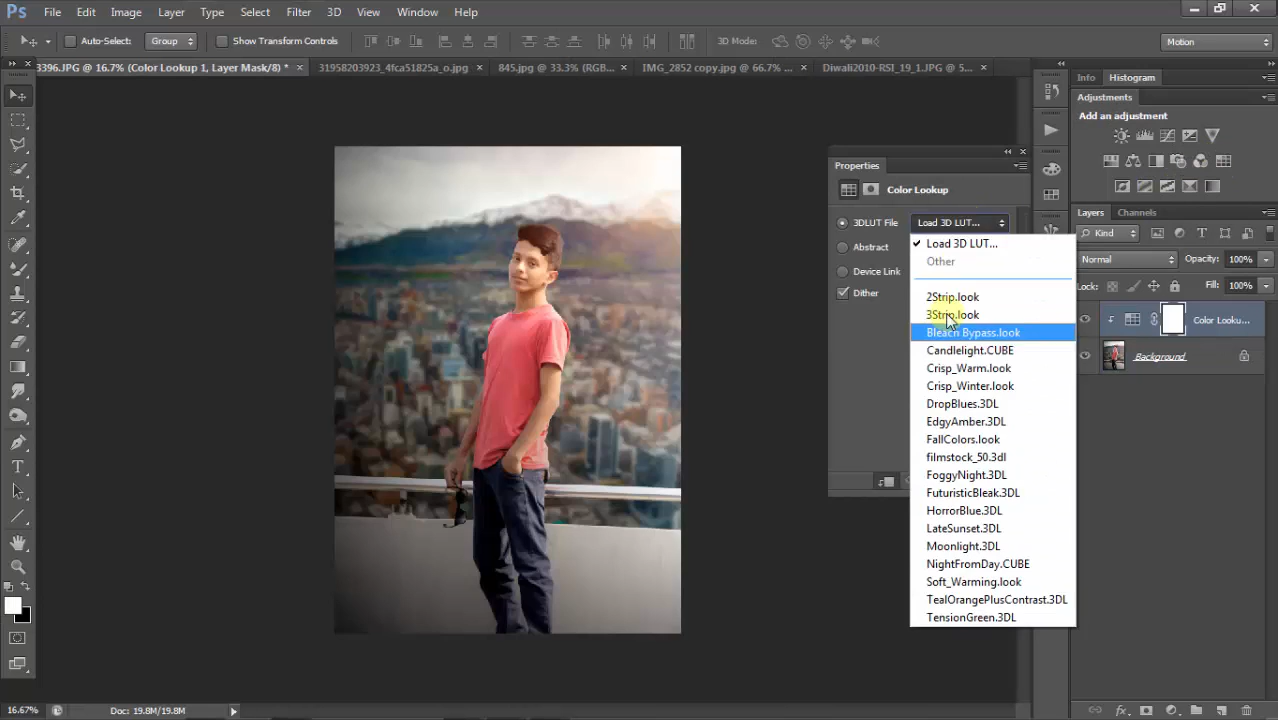 Ps File Edit Image Layer Type Select Filter 3D View Window Help
Auto-Select: Group Show Transform Controls 3D Mode: Motion
3396.JPG @ 16.7% (Color Lookup 1, Layer Mask/8) * × 31958203923_4fca51825a_o.jpg × 845.jpg @ 33.3% (RGB... × IMG_2852 copy.jpg @ 66.7% ... × Diwali2010-RSI_19_1.JPG @ 5... ×
Info Histogram
Adjustments
Add an adjustment
Properties
Color Lookup
3DLUT File Load 3D LUT...
Abstract
Device Link
Dither
Load 3D LUT...
Other
2Strip.look
3Strip.look
Bleach Bypass.look
Candlelight.CUBE
Crisp_Warm.look
Crisp_Winter.look
DropBlues.3DL
EdgyAmber.3DL
FallColors.look
filmstock_50.3dl
FoggyNight.3DL
FuturisticBleak.3DL
HorrorBlue.3DL
LateSunset.3DL
Moonlight.3DL
NightFromDay.CUBE
Soft_Warming.look
TealOrangePlusContrast.3DL
TensionGreen.3DL
Layers Channels
Kind
Normal Opacity: 100%
Lock: Fill: 100%
Color Looku...
Background
16.67% Doc: 19.8M/19.8M